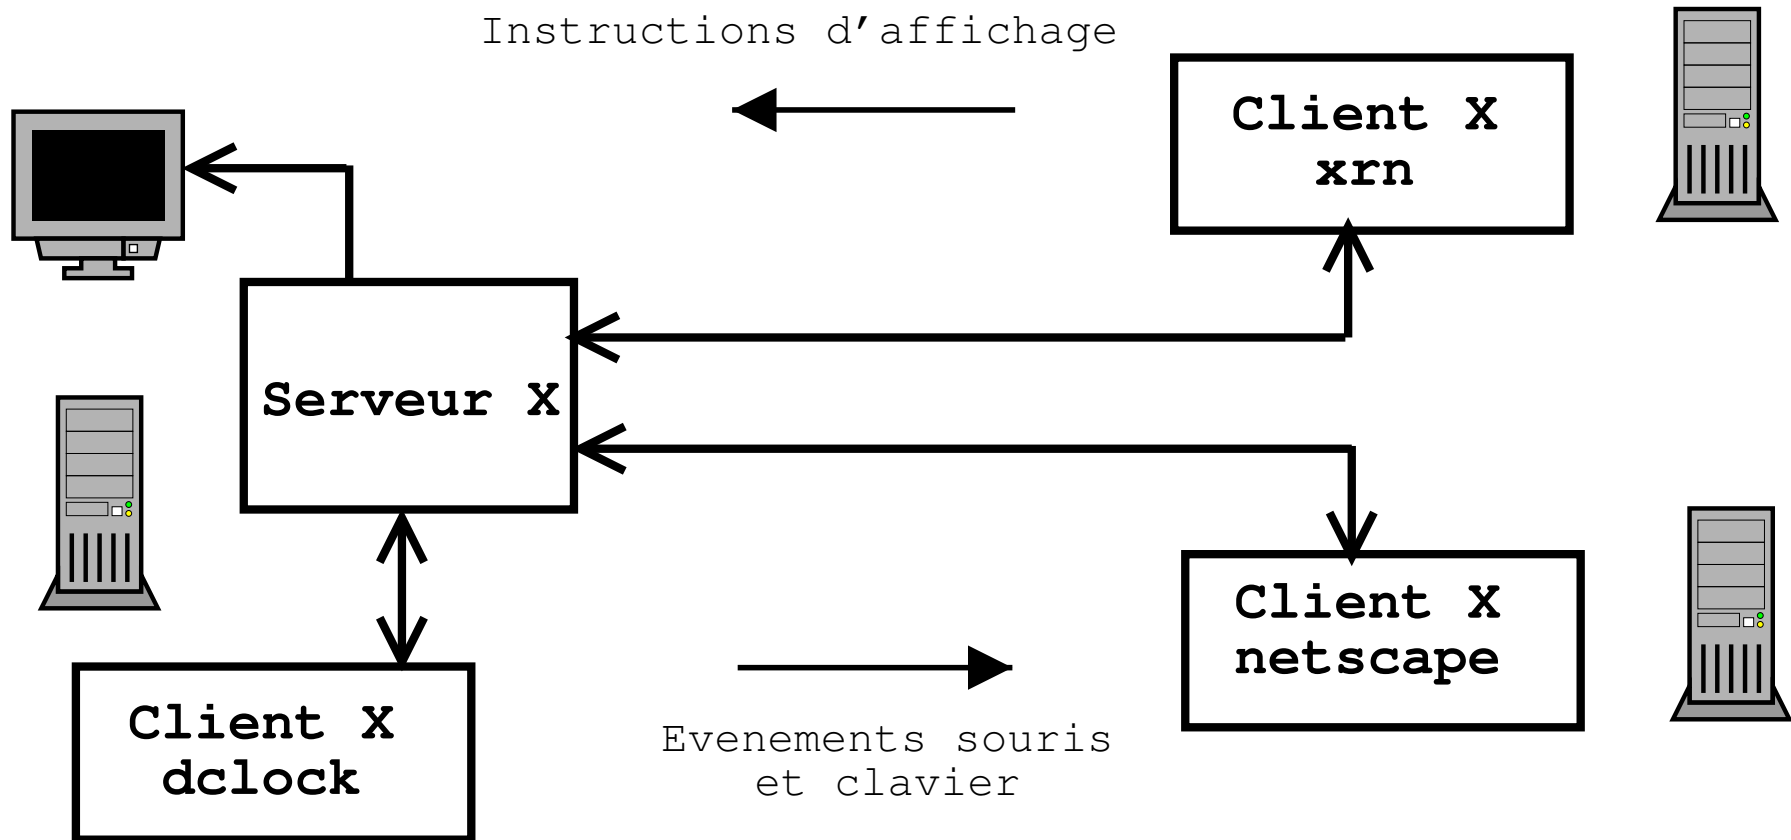 Instructions d'affichage
Client X
xrn
Serveur X
Client X
netscape
Client X
dclock
Evenements souris
et clavier